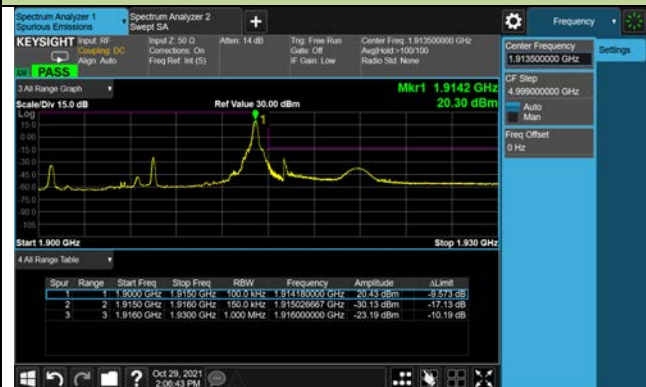 Spectrum Analyzer 1
Spurious Emissions
Spectrum Analyzer 2
Swept SA
+
Frequency
KEYSIGHT
Input: RF
Coupling: DC
Align: Auto
Input Z: 50 Ω
Corrections: On
Freq Ref: Int (S)
Atten: 14 dB
Trig: Free Run
Gate: Off
IF Gain: Low
Center Freq: 1.913500000 GHz
Avg|Hold:>100/100
Radio Std: None
PASS
3 All Range Graph
Scale/Div 15.0 dB
Ref Value 30.00 dBm
Mkr1 1.9142 GHz
20.30 dBm
Log
15.0
0.00
-15.0
-30.0
-45.0
-60.0
-75.0
-90.0
-105
1
Start 1.900 GHz
Stop 1.930 GHz
4 All Range Table
Spur Range Start Freq Stop Freq RBW Frequency Amplitude ΔLimit
1 1 1.9000 GHz 1.9150 GHz 100.0 kHz 1.914180000 GHz 20.43 dBm -9.573 dB
2 2 1.9150 GHz 1.9160 GHz 150.0 kHz 1.915026667 GHz -30.13 dBm -17.13 dB
3 3 1.9160 GHz 1.9300 GHz 1.000 MHz 1.916000000 GHz -23.19 dBm -10.19 dB
Center Frequency
1.913500000 GHz
Settings
CF Step
4.999000000 GHz
Auto
Man
Freq Offset
0 Hz
?
Oct 29, 2021
2:06:43 PM